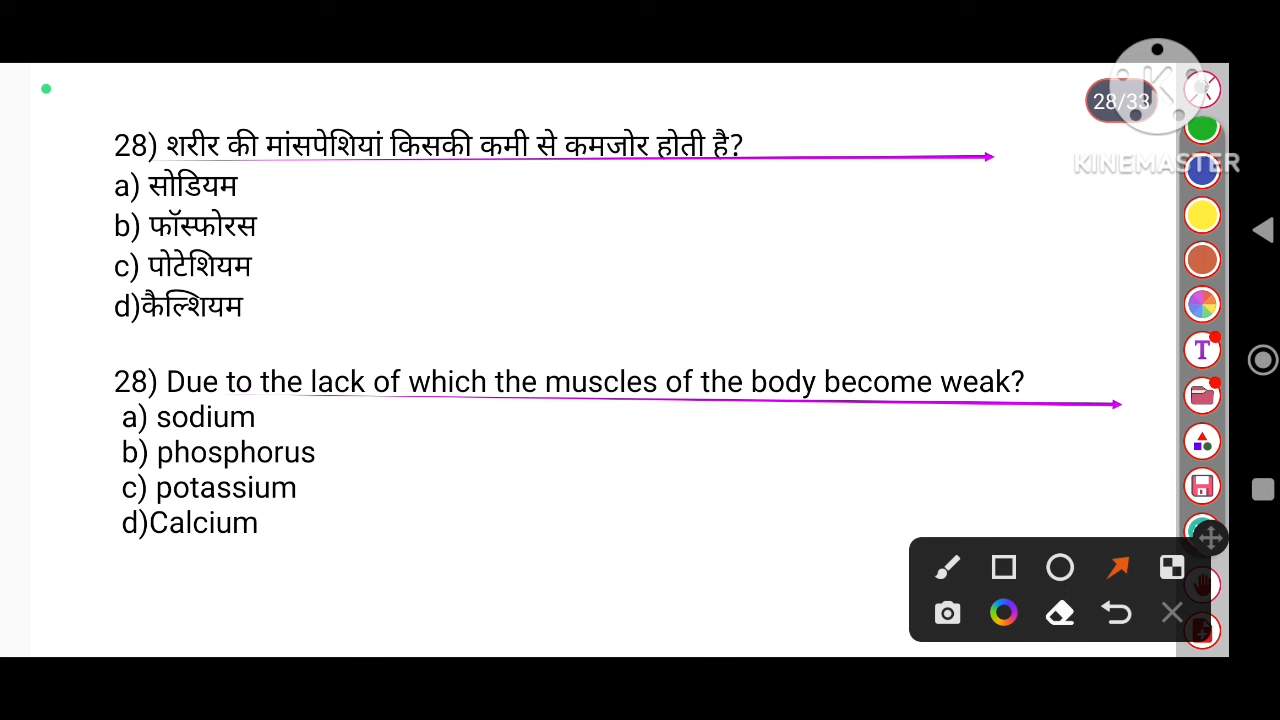 28/33
KINEMASTER
28) शरीर की मांसपेशियां किसकी कमी से कमजोर होती है?
a) सोडियम
b) फॉस्फोरस
c) पोटेशियम
d)कैल्शियम
28) Due to the lack of which the muscles of the body become weak?
a) sodium
b) phosphorus
c) potassium
d)Calcium
T